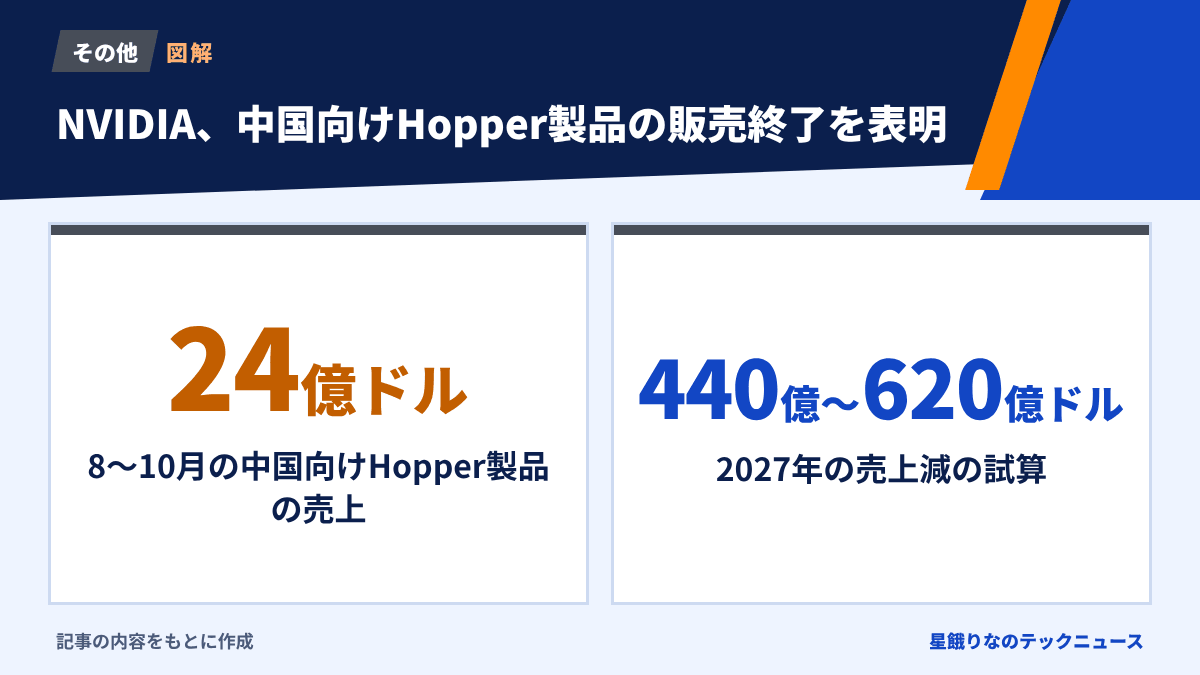 その他 図解
NVIDIA、中国向けHopper製品の販売終了を表明
24億ドル
8〜10月の中国向けHopper製品
の売上
440億〜620億ドル
2027年の売上減の試算
記事の内容をもとに作成
星餓りなのテックニュース